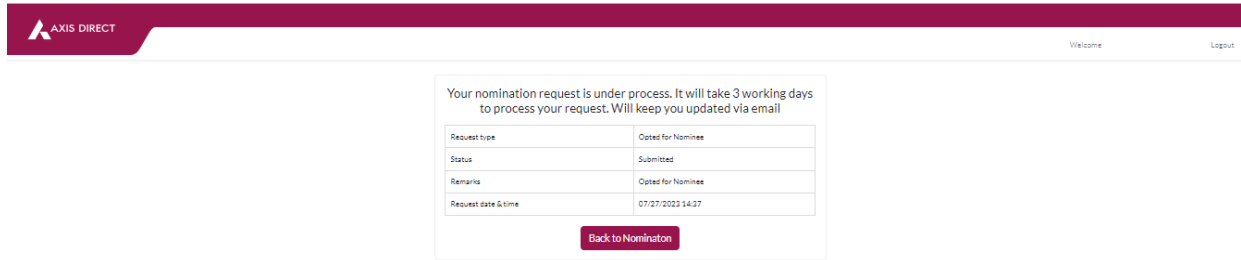 AXIS DIRECT
Welcome Logout
Your nomination request is under process. It will take 3 working days
to process your request. Will keep you updated via email
Request type Opted for Nominee
Status Submitted
Remarks Opted for Nominee
Request date & time 07/27/2023 14:37
Back to Nominaton